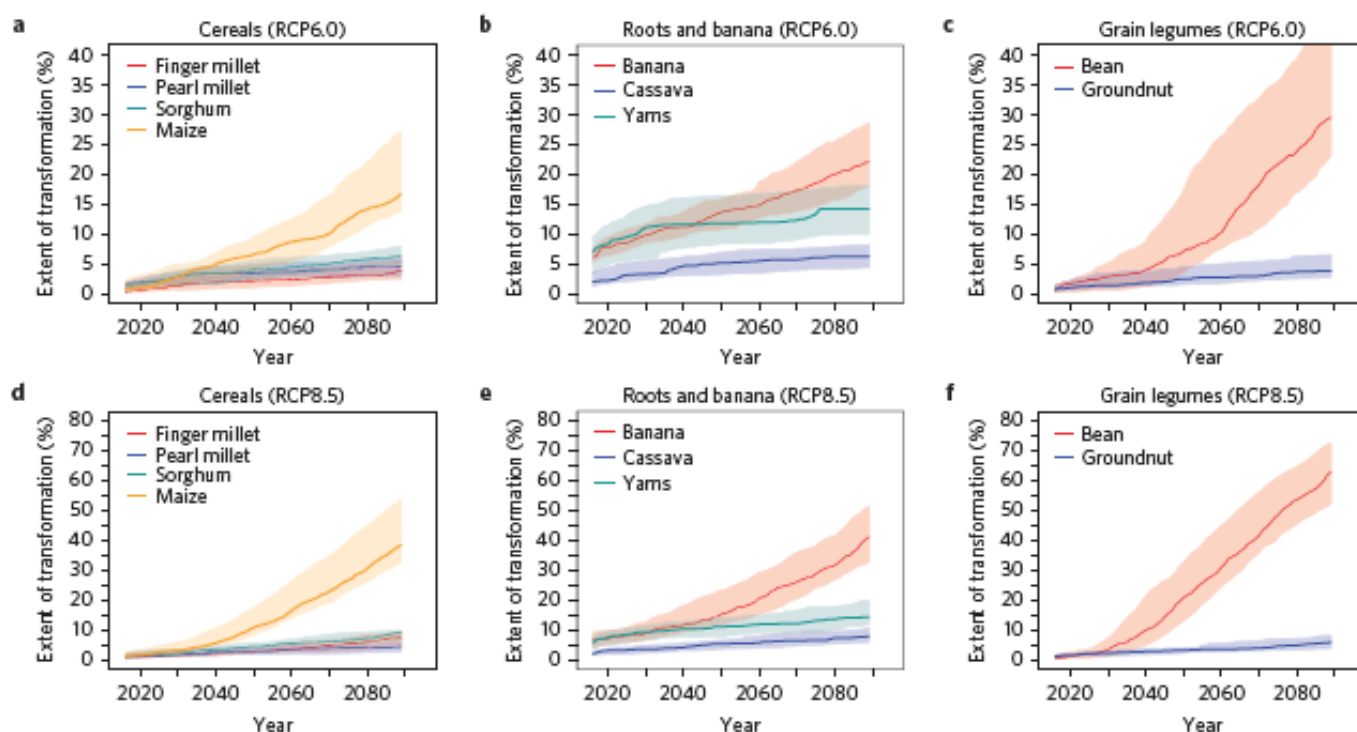 a
Cereals (RCP6.0)
Extent of transformation (%)
40
35
30
25
20
15
10
5
0
Finger millet
Pearl millet
Sorghum
Maize
2020 2040 2060 2080
Year
b
Roots and banana (RCP6.0)
Extent of transformation (%)
40
35
30
25
20
15
10
5
0
Banana
Cassava
Yams
2020 2040 2060 2080
Year
c
Grain legumes (RCP6.0)
Extent of transformation (%)
40
35
30
25
20
15
10
5
0
Bean
Groundnut
2020 2040 2060 2080
Year
d
Cereals (RCP8.5)
Extent of transformation (%)
80
70
60
50
40
30
20
10
0
Finger millet
Pearl millet
Sorghum
Maize
2020 2040 2060 2080
Year
e
Roots and banana (RCP8.5)
Extent of transformation (%)
80
70
60
50
40
30
20
10
0
Banana
Cassava
Yams
2020 2040 2060 2080
Year
f
Grain legumes (RCP8.5)
Extent of transformation (%)
80
70
60
50
40
30
20
10
0
Bean
Groundnut
2020 2040 2060 2080
Year